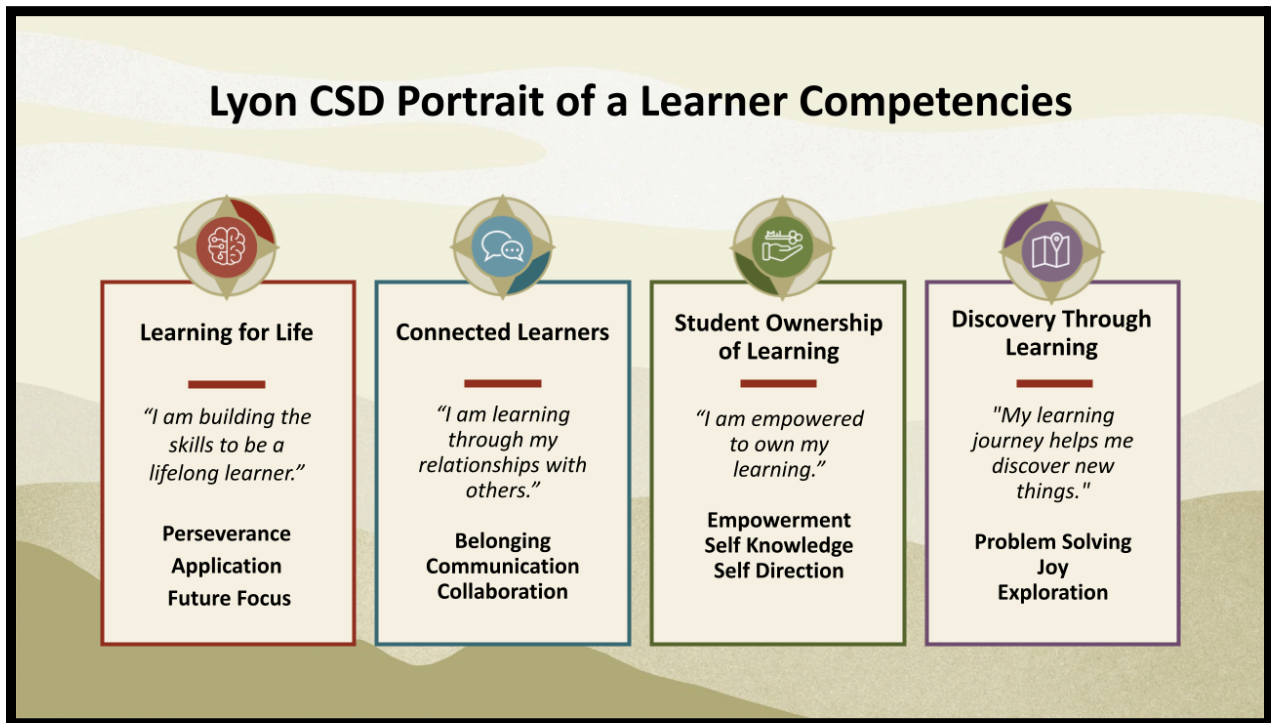 Lyon CSD Portrait of a Learner Competencies
Learning for Life
“I am building the
skills to be a
lifelong learner.”
Perseverance
Application
Future Focus
Connected Learners
“I am learning
through my
relationships with
others.”
Belonging
Communication
Collaboration
Student Ownership
of Learning
“I am empowered
to own my
learning.”
Empowerment
Self Knowledge
Self Direction
Discovery Through
Learning
"My learning
journey helps me
discover new
things."
Problem Solving
Joy
Exploration